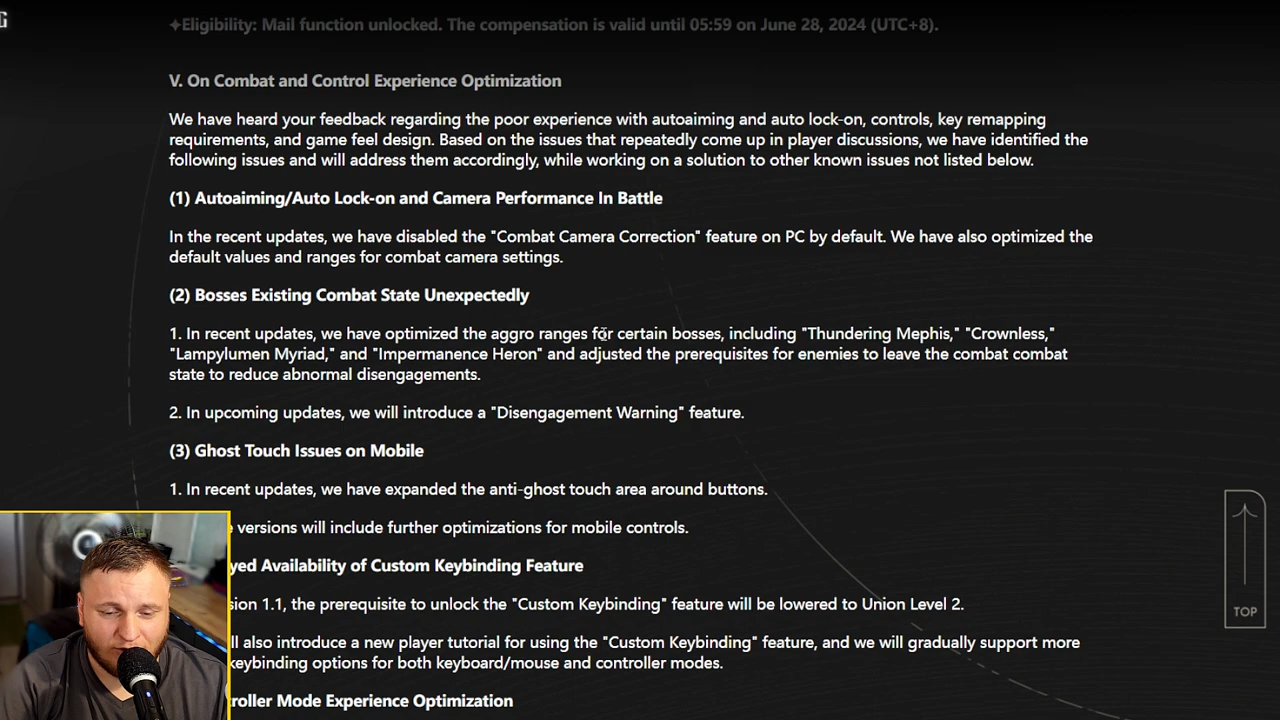 ✦Eligibility: Mail function unlocked. The compensation is valid until 05:59 on June 28, 2024 (UTC+8).
V. On Combat and Control Experience Optimization
We have heard your feedback regarding the poor experience with autoaiming and auto lock-on, controls, key remapping
requirements, and game feel design. Based on the issues that repeatedly come up in player discussions, we have identified the
following issues and will address them accordingly, while working on a solution to other known issues not listed below.
(1) Autoaiming/Auto Lock-on and Camera Performance In Battle
In the recent updates, we have disabled the "Combat Camera Correction" feature on PC by default. We have also optimized the
default values and ranges for combat camera settings.
(2) Bosses Existing Combat State Unexpectedly
1. In recent updates, we have optimized the aggro ranges for certain bosses, including "Thundering Mephis," "Crownless,"
"Lampylumen Myriad," and "Impermanence Heron" and adjusted the prerequisites for enemies to leave the combat combat
state to reduce abnormal disengagements.
2. In upcoming updates, we will introduce a "Disengagement Warning" feature.
(3) Ghost Touch Issues on Mobile
1. In recent updates, we have expanded the anti-ghost touch area around buttons.
versions will include further optimizations for mobile controls.
Availability of Custom Keybinding Feature
1.1, the prerequisite to unlock the "Custom Keybinding" feature will be lowered to Union Level 2.
also introduce a new player tutorial for using the "Custom Keybinding" feature, and we will gradually support more
keybinding options for both keyboard/mouse and controller modes.
Mode Experience Optimization
TOP